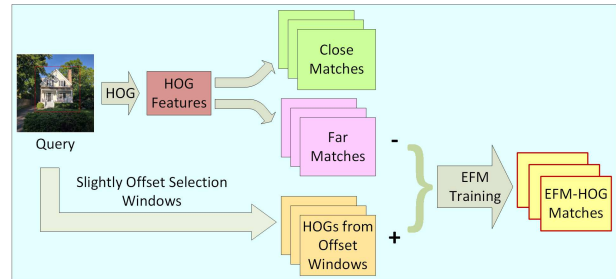 Query
HOG
HOG
Features
Close
Matches
Far
Matches
-
Slightly Offset Selection
Windows
HOGs from
Offset
Windows
+
EFM
Training
EFM-HOG
Matches